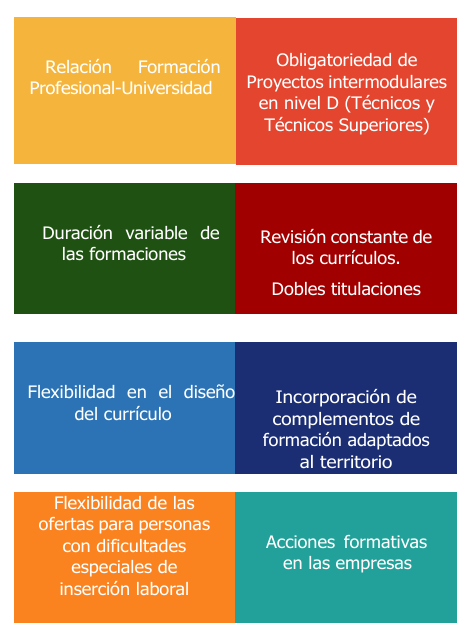 Relación Formación
Profesional-Universidad
Obligatoriedad de
Proyectos intermodulares
en nivel D (Técnicos y
Técnicos Superiores)
Duración variable de
las formaciones
Revisión constante de
los currículos.
Dobles titulaciones
Flexibilidad en el diseño
del currículo
Incorporación de
complementos de
formación adaptados
al territorio
Flexibilidad de las
ofertas para personas
con dificultades
especiales de
inserción laboral
Acciones formativas
en las empresas